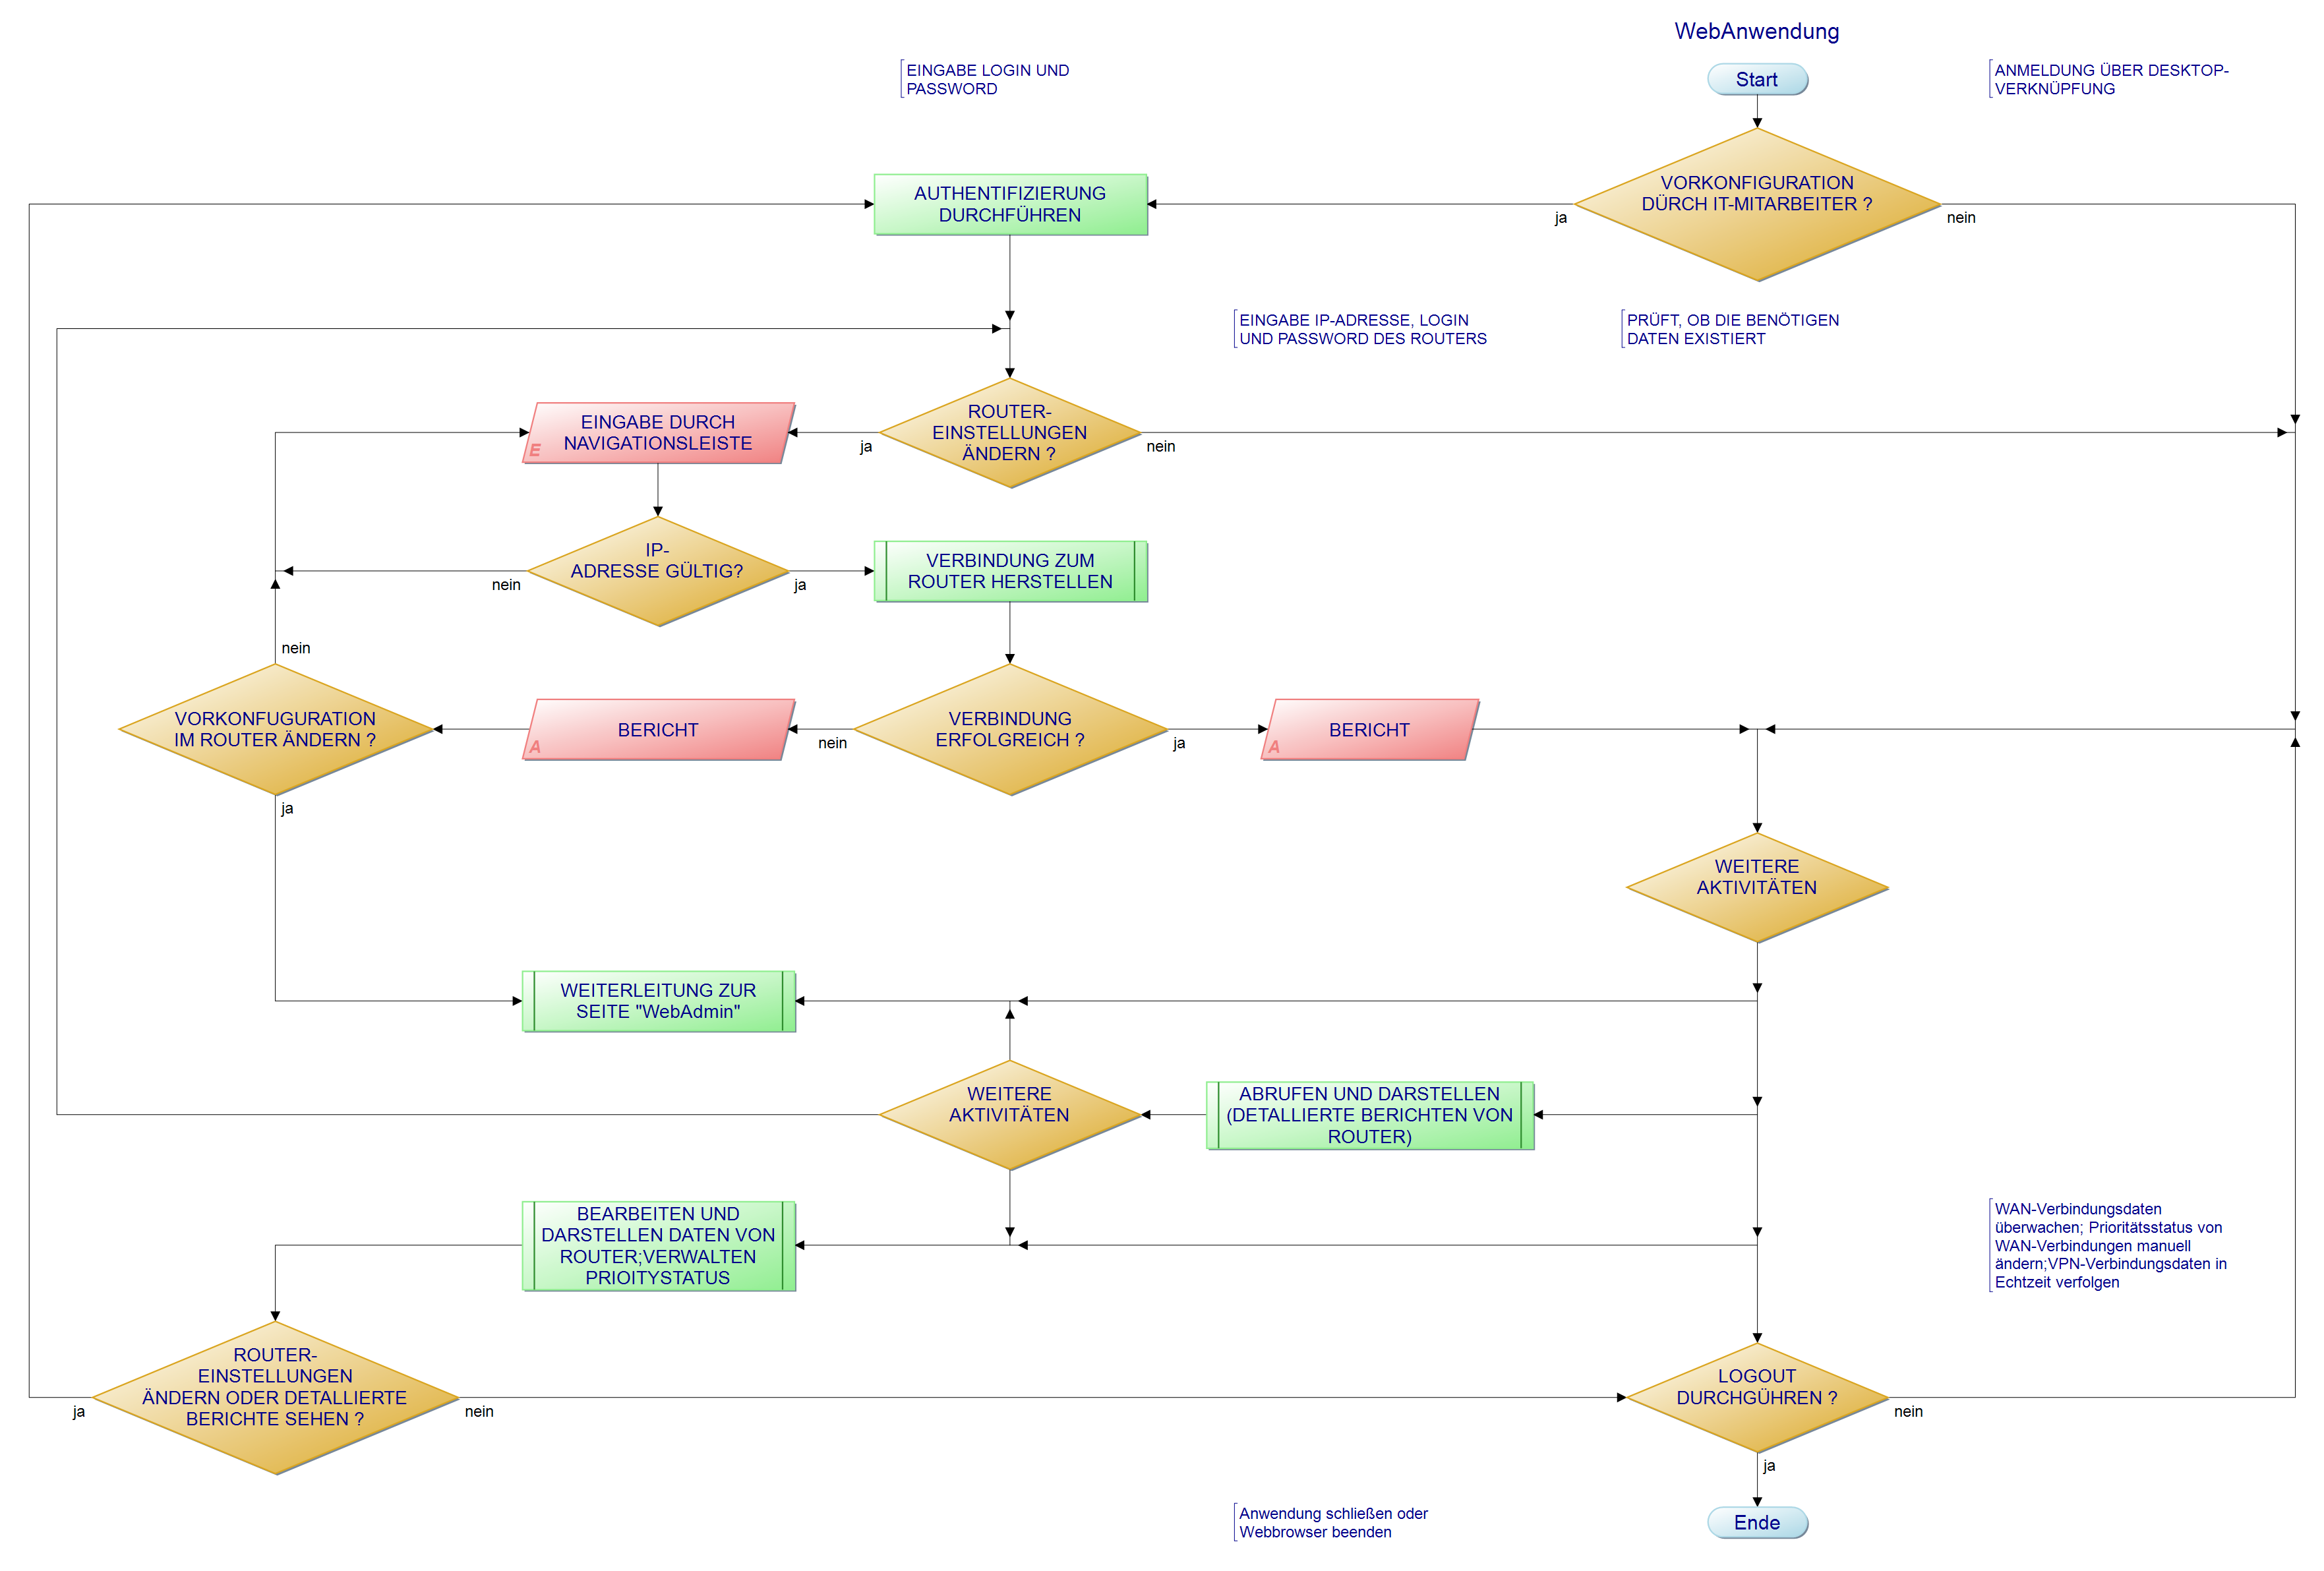 WebAnwendung
EINGABE LOGIN UND
PASSWORD
Start
ANMELDUNG ÜBER DESKTOP-
VERKNÜPFUNG
AUTHENTIFIZIERUNG
DURCHFÜHREN
VORKONFIGURATION
DÜRCH IT-MITARBEITER ?
ja
nein
EINGABE IP-ADRESSE, LOGIN
UND PASSWORD DES ROUTERS
PRÜFT, OB DIE BENÖTIGEN
DATEN EXISTIERT
EINGABE DURCH
NAVIGATIONSLEISTE
E
ROUTER-
EINSTELLUNGEN
ÄNDERN ?
ja
nein
IP-
ADRESSE GÜLTIG?
nein
ja
VERBINDUNG ZUM
ROUTER HERSTELLEN
nein
VORKONFUGURATION
IM ROUTER ÄNDERN ?
ja
BERICHT
A
VERBINDUNG
ERFOLGREICH ?
nein
ja
BERICHT
A
WEITERE
AKTIVITÄTEN
WEITERLEITUNG ZUR
SEITE "WebAdmin"
WEITERE
AKTIVITÄTEN
ABRUFEN UND DARSTELLEN
(DETALLIERTE BERICHTEN VON
ROUTER)
BEARBEITEN UND
DARSTELLEN DATEN VON
ROUTER;VERWALTEN
PRIOITYSTATUS
WAN-Verbindungsdaten
überwachen; Prioritätsstatus von
WAN-Verbindungen manuell
ändern;VPN-Verbindungsdaten in
Echtzeit verfolgen
ROUTER-
EINSTELLUNGEN
ÄNDERN ODER DETALLIERTE
BERICHTE SEHEN ?
ja
nein
LOGOUT
DURCHGÜHREN ?
nein
ja
Anwendung schließen oder
Webbrowser beenden
Ende